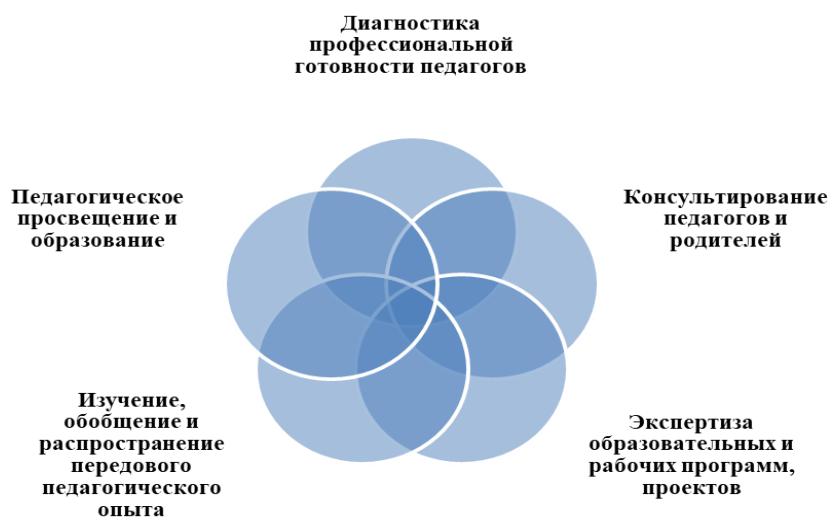 Диагностика
профессиональной
готовности педагогов
Педагогическое
просвещение и
образование
Консультирование
педагогов и
родителей
Изучение,
обобщение и
распространение
передового
педагогического
опыта
Экспертиза
образовательных и
рабочих программ,
проектов